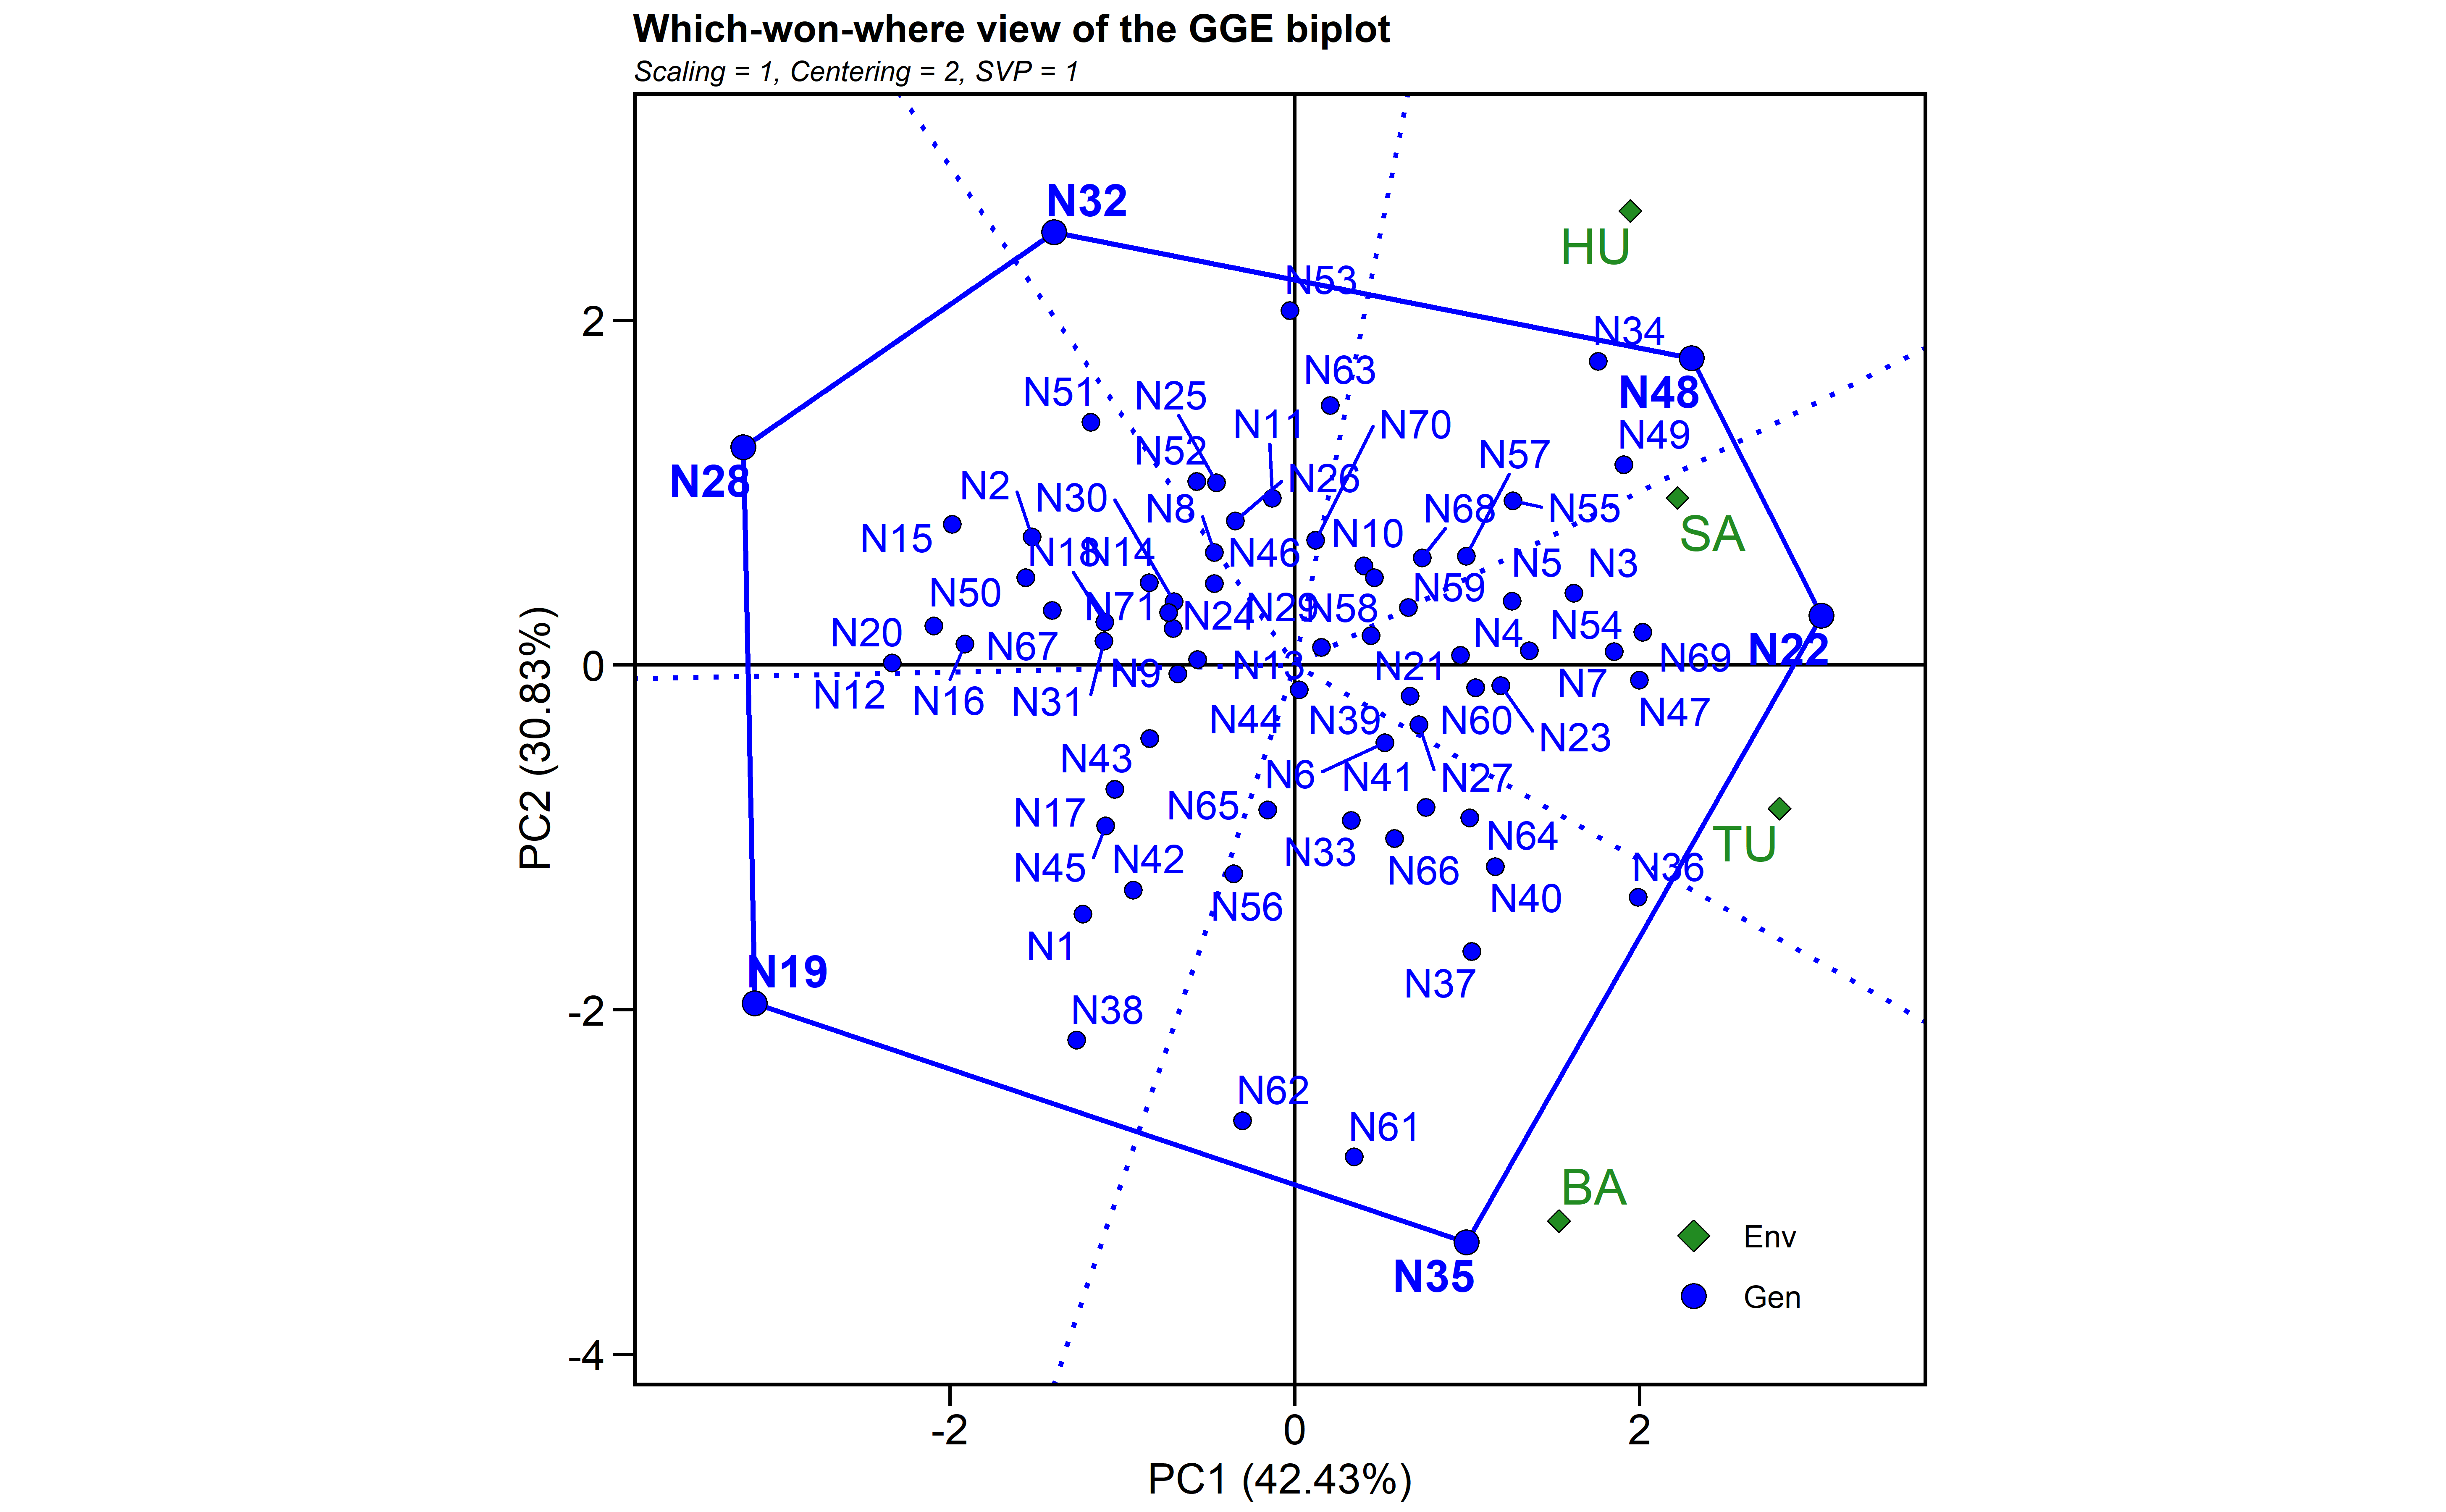 Which-won-where view of the GGE biplot
Scaling = 1, Centering = 2, SVP = 1
N32
HU
N53
2
N34
N63
N48
N51
N25
N11
N70
N49
N52
N57
N28
N2
N30
N26
N8
N68
N55
SA
N15
N10
N18
N14
N46
N5
N3
N50
N59
N71
N24
N29
N58
N20
N4
N54
N67
N22
0
N9
N13
N21
N69
N12
N16
N31
N7
N44
N39
N60
N47
N23
N43
N6
N41
N27
N17
N65
N64
TU
N45
N42
N33
N66
N36
N56
N40
N1
N19
N37
-2
N38
N62
N61
BA
Env
N35
Gen
-4
-2
0
2
PC1 (42.43%)
PC2 (30.83%)